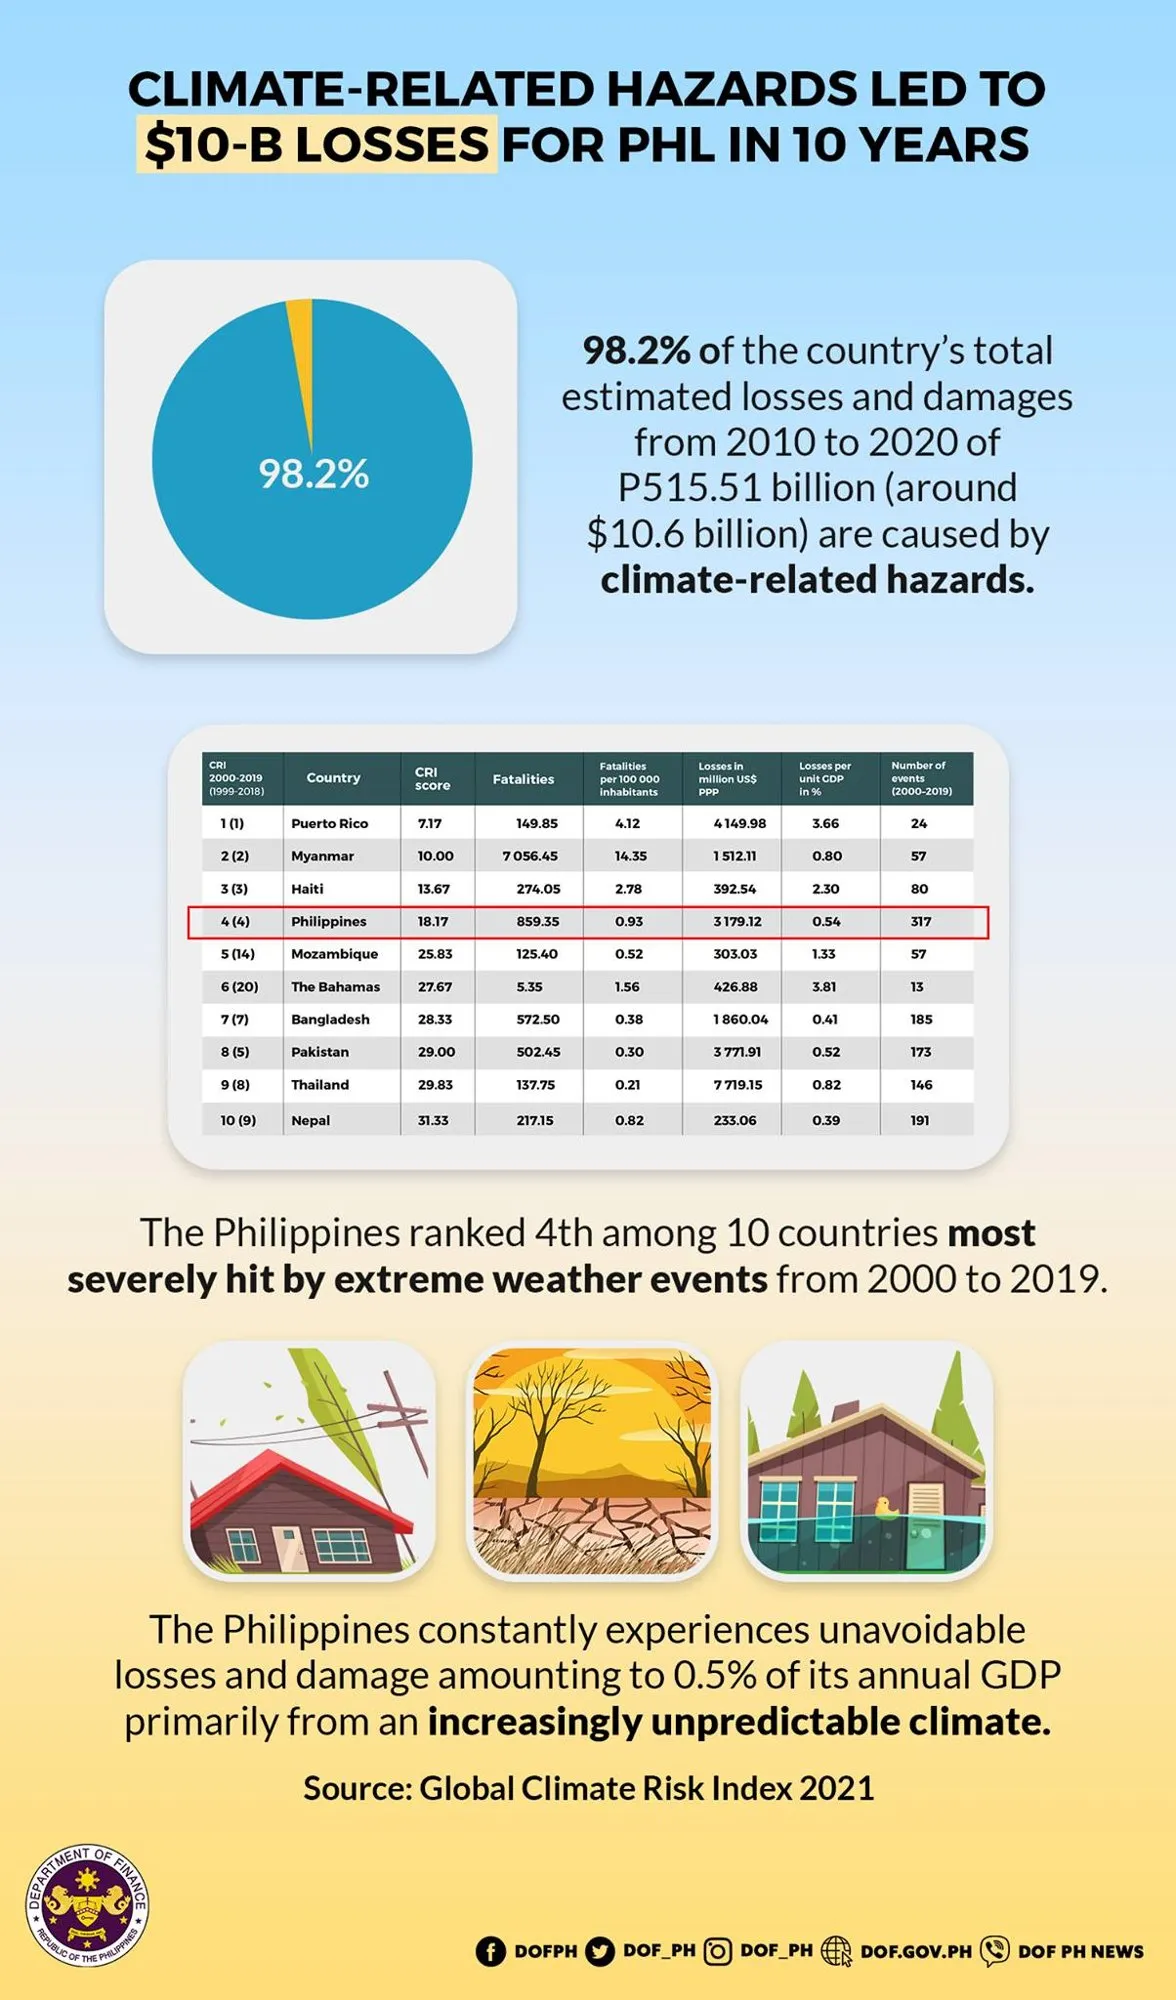 CLIMATE-RELATED HAZARDS LED TO
$10-B LOSSES FOR PHL IN 10 YEARS
98.2%
98.2% of the country's total
estimated losses and damages
from 2010 to 2020 of
P515.51 billion (around
$10.6 billion) are caused by
climate-related hazards.
CRI 2000-2019 (1999-2018) Country CRI score Fatalities Fatalities per 100 000 inhabitants Losses in million US$ PPP Losses per unit GDP in % Number of events (2000-2019)
1 (1) Puerto Rico 7.17 149.85 4.12 4 149.98 3.66 24
2 (2) Myanmar 10.00 7 056.45 14.35 1 512.11 0.80 57
3 (3) Haiti 13.67 274.05 2.78 392.54 2.30 80
4 (4) Philippines 18.17 859.35 0.93 3 179.12 0.54 317
5 (14) Mozambique 25.83 125.40 0.52 303.03 1.33 57
6 (20) The Bahamas 27.67 5.35 1.56 426.88 3.81 13
7 (7) Bangladesh 28.33 572.50 0.38 1 860.04 0.41 185
8 (5) Pakistan 29.00 502.45 0.30 3 771.91 0.52 173
9 (8) Thailand 29.83 137.75 0.21 7 719.15 0.82 146
10 (9) Nepal 31.33 217.15 0.82 233.06 0.39 191
The Philippines ranked 4th among 10 countries most
severely hit by extreme weather events from 2000 to 2019.
The Philippines constantly experiences unavoidable
losses and damage amounting to 0.5% of its annual GDP
primarily from an increasingly unpredictable climate.
Source: Global Climate Risk Index 2021
DEPARTMENT OF FINANCE
REPUBLIC OF THE PHILIPPINES
DOFPH DOF_PH DOF_PH DOF.GOV.PH DOF PH NEWS